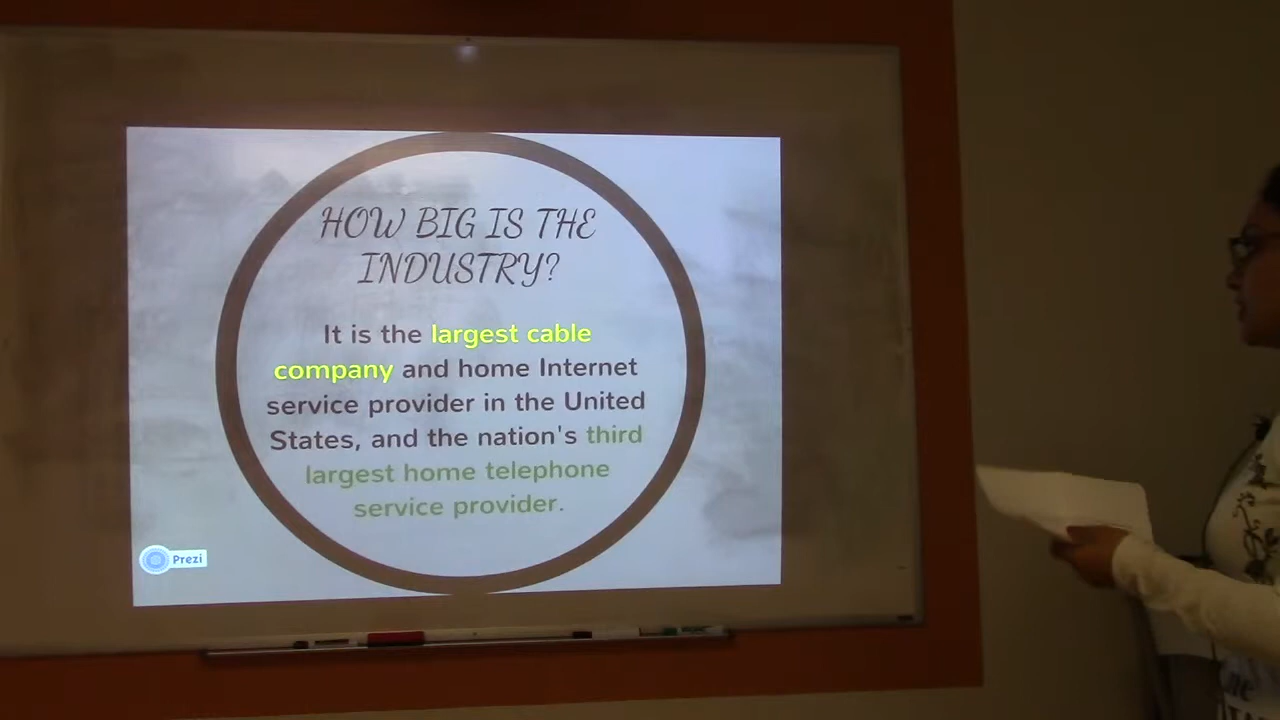 HOW BIG IS THE
INDUSTRY?
It is the largest cable
company and home Internet
service provider in the United
States, and the nation's third
largest home telephone
service provider.
Prezi